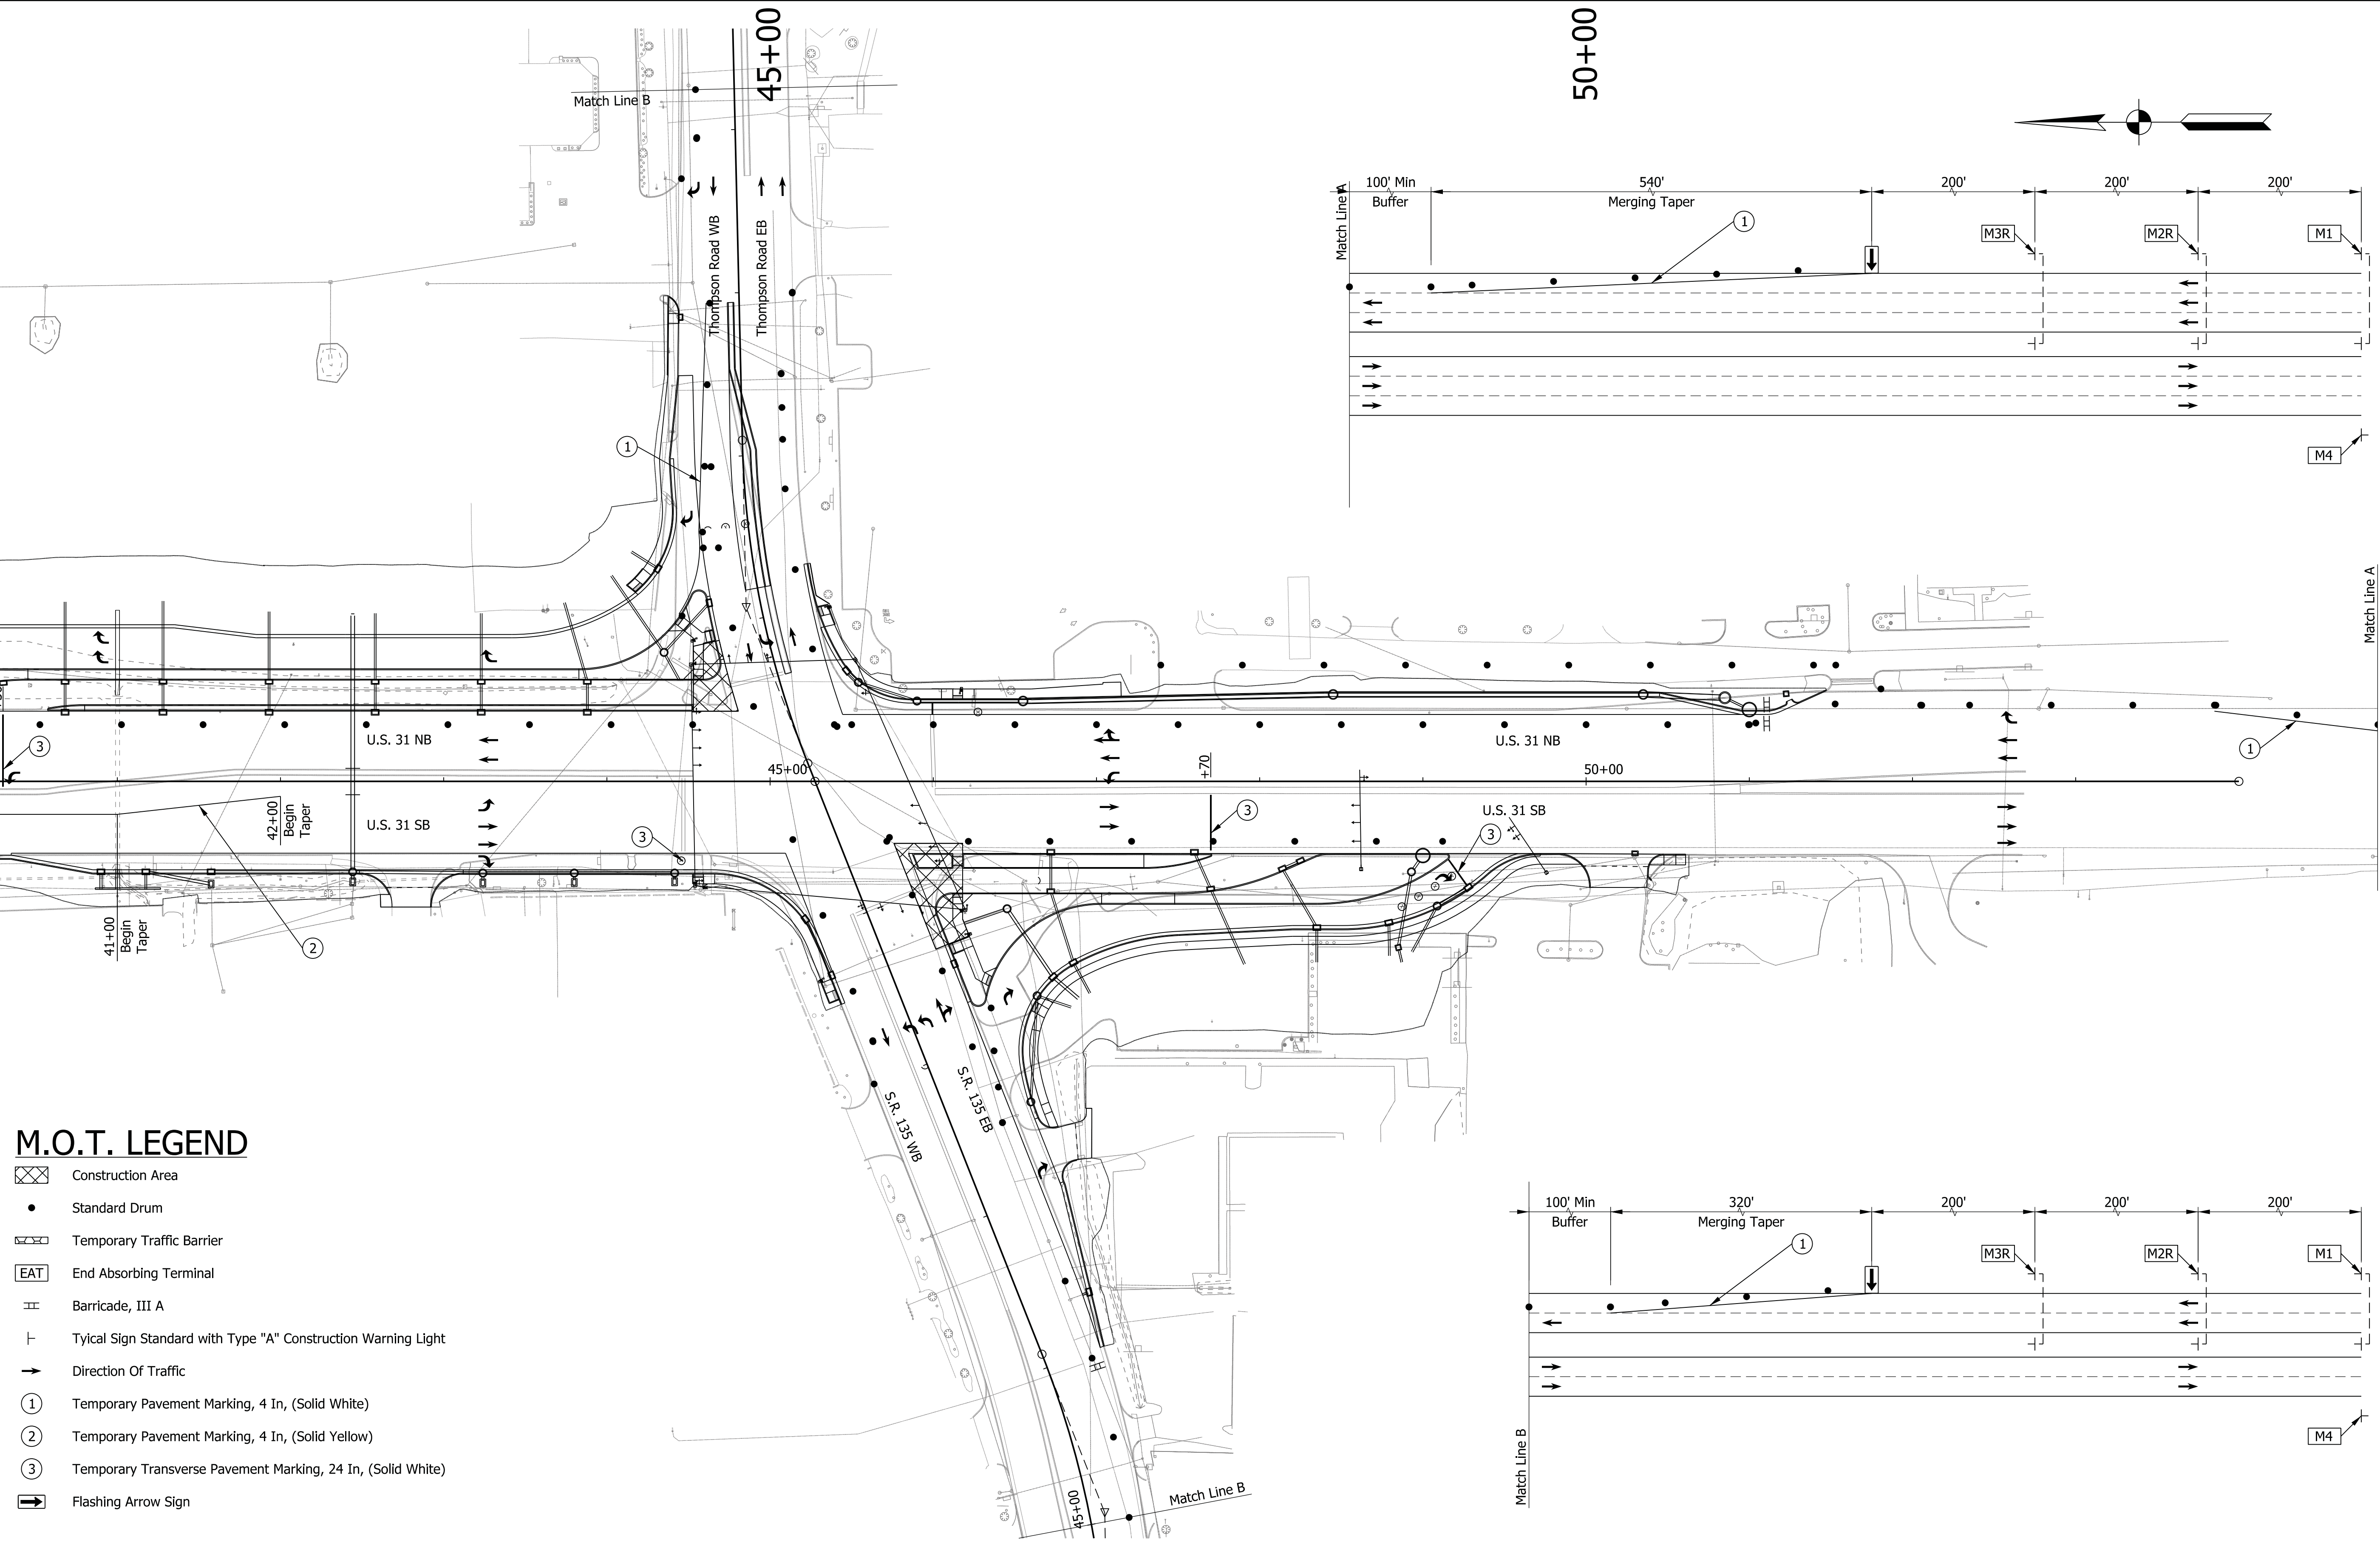 45+00
50+00
Match Line B
Thompson Road WB
Thompson Road EB
Match Line A
100' Min
Buffer
540'
Merging Taper
200'
200'
200'
1
M3R
M2R
M1
M4
1
Match Line A
3
U.S. 31 NB
45+00
+70
U.S. 31 NB
50+00
1
42+00
Begin
Taper
U.S. 31 SB
3
3
U.S. 31 SB
3
41+00
Begin
Taper
2
S.R. 135 WB
S.R. 135 EB
45+00
Match Line B
M.O.T. LEGEND
Construction Area
Standard Drum
Temporary Traffic Barrier
EAT End Absorbing Terminal
Barricade, III A
Tyical Sign Standard with Type "A" Construction Warning Light
Direction Of Traffic
1 Temporary Pavement Marking, 4 In, (Solid White)
2 Temporary Pavement Marking, 4 In, (Solid Yellow)
3 Temporary Transverse Pavement Marking, 24 In, (Solid White)
Flashing Arrow Sign
Match Line B
100' Min
Buffer
320'
Merging Taper
200'
200'
200'
1
M3R
M2R
M1
M4